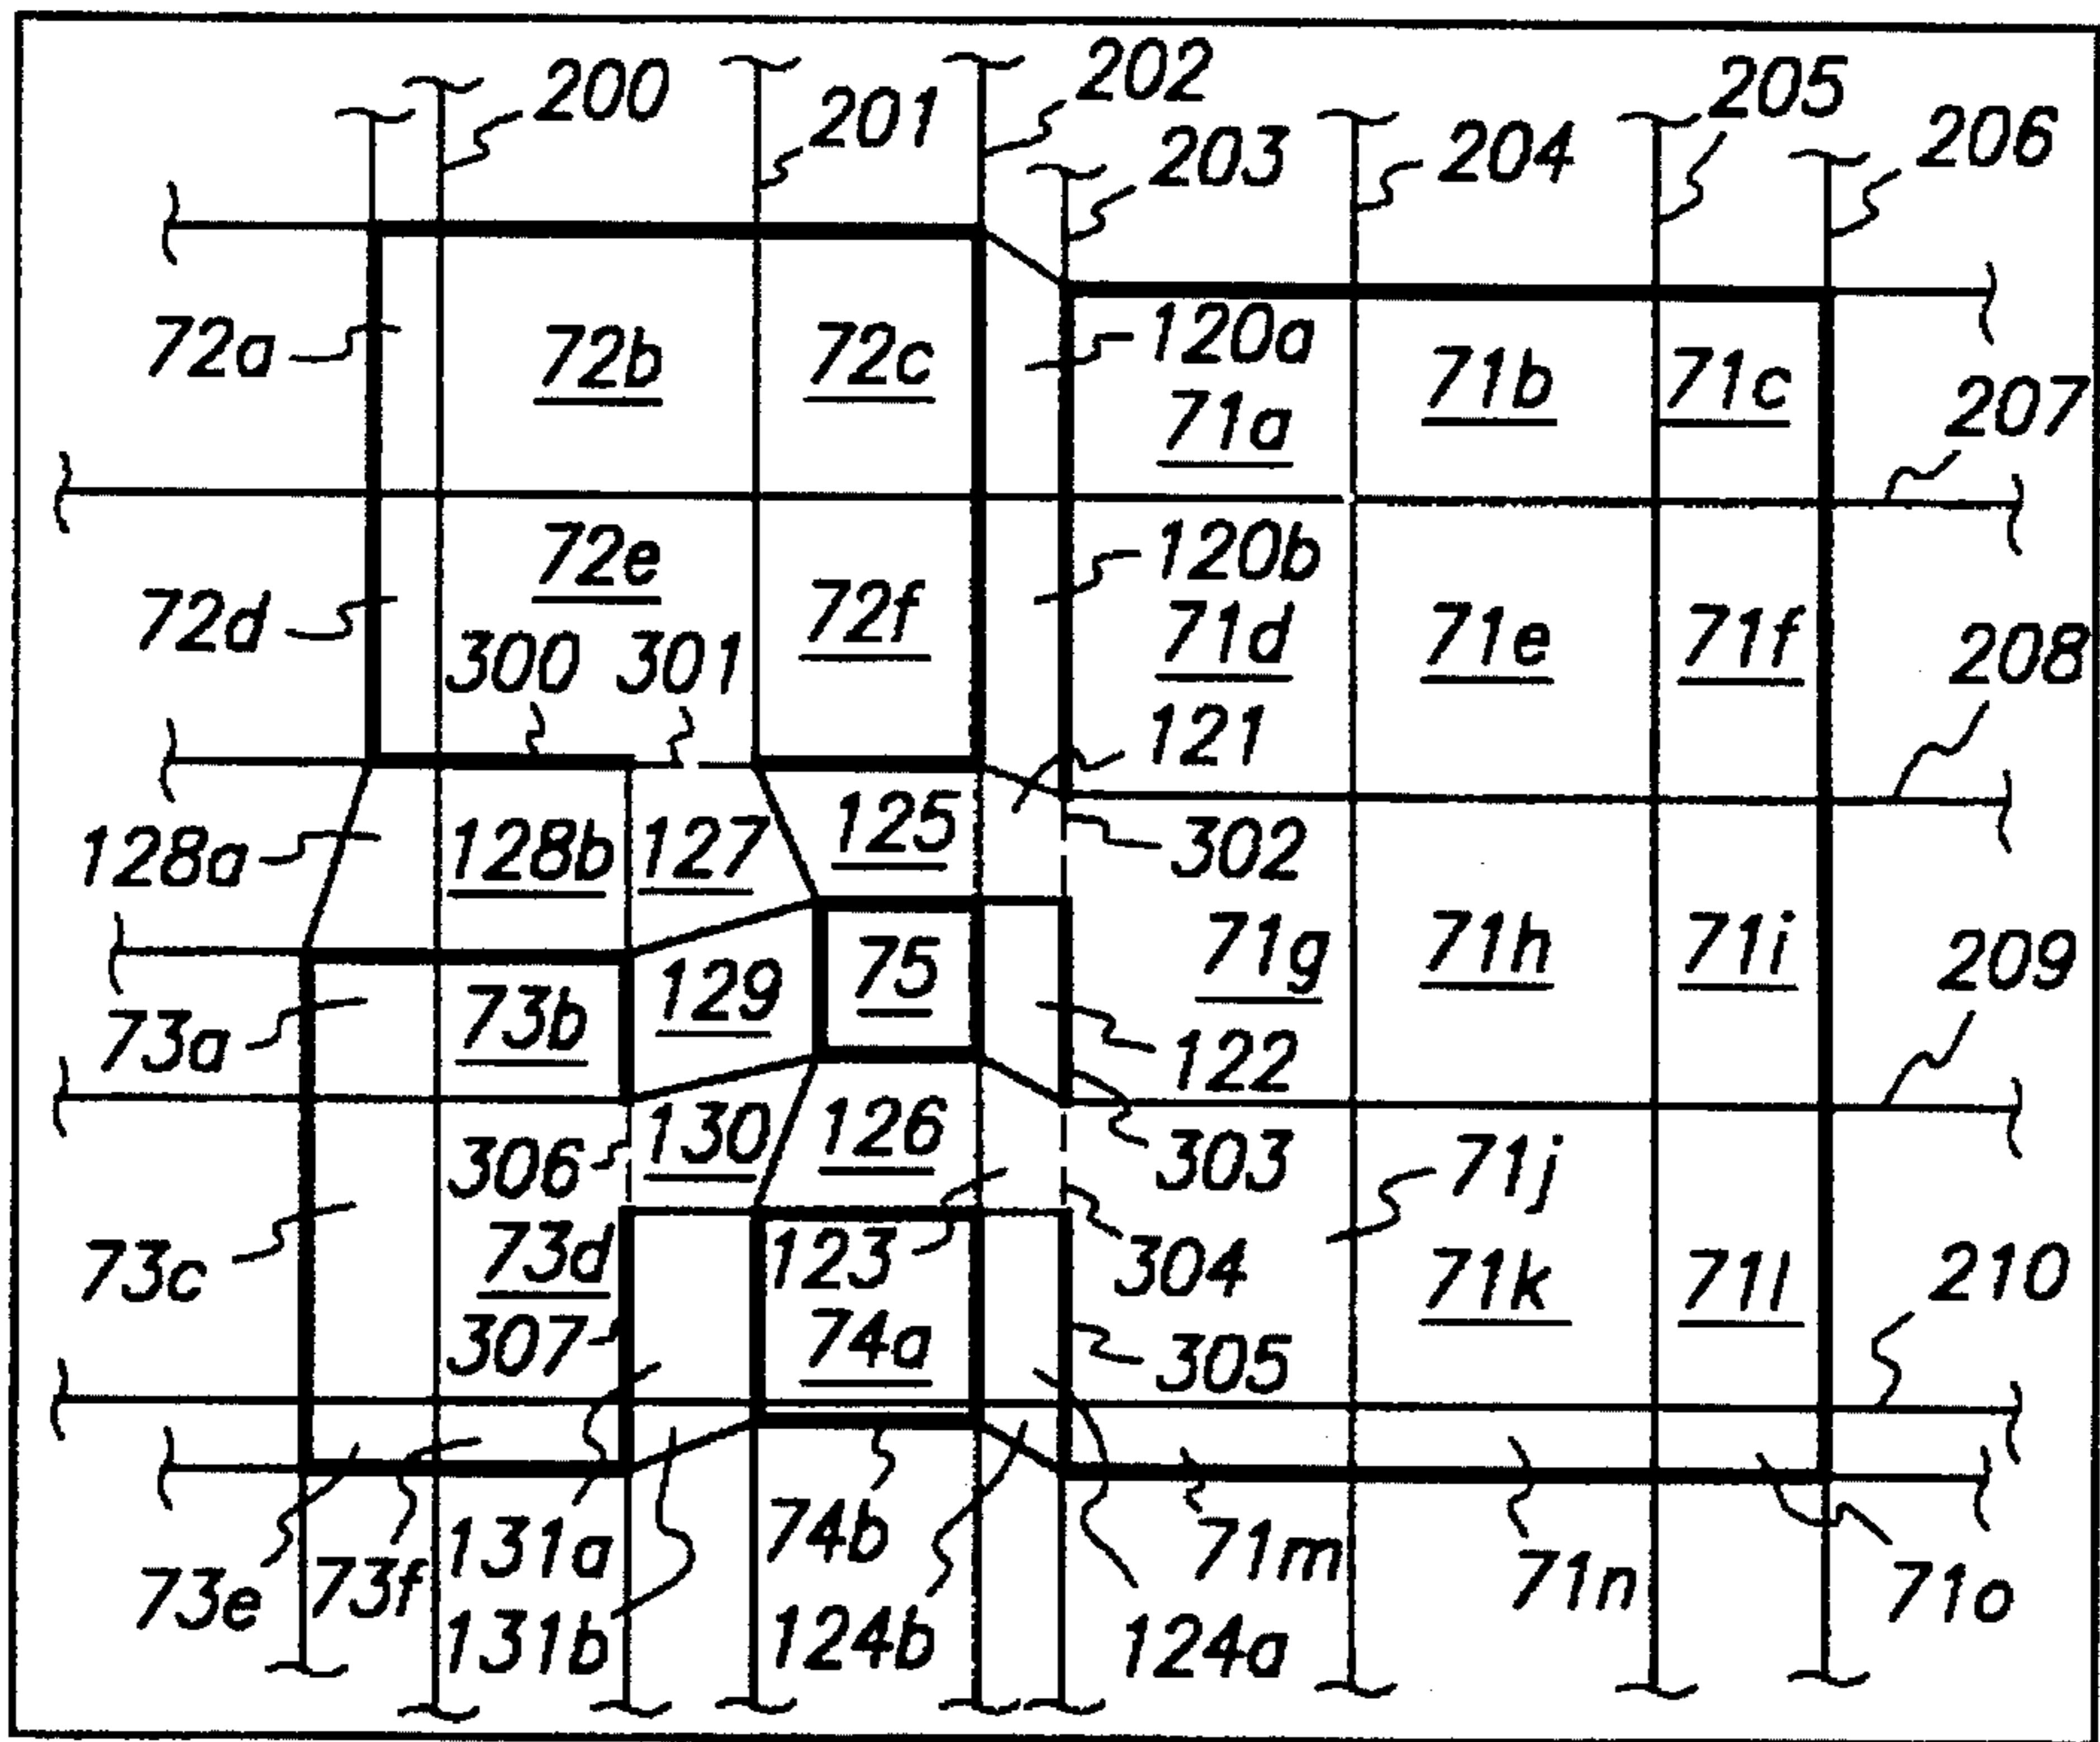 200
201
202
203
204
205
206
72a
72b
72c
120a
71a
71b
71c
207
72d
72e
72f
120b
71d
71e
71f
208
300
301
121
128a
128b
127
125
302
71g
71h
71i
209
73a
73b
129
75
122
306
130
126
303
71j
73c
73d
123
304
307
74a
305
71k
71l
210
73e
73f
131a
131b
74b
124b
71m
124a
71n
71o